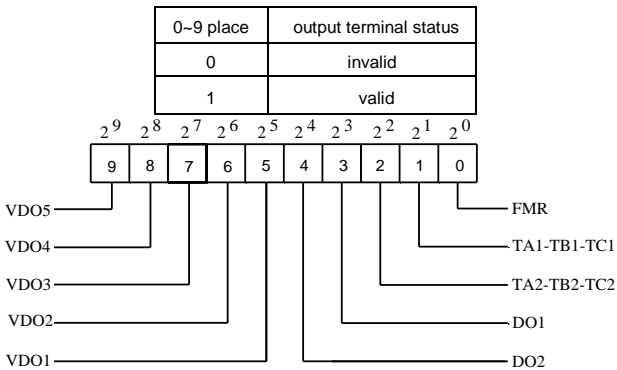 0~9 place output terminal status
0 invalid
1 valid
2^9 2^8 2^7 2^6 2^5 2^4 2^3 2^2 2^1 2^0
9 8 7 6 5 4 3 2 1 0
VDO5 FMR
VDO4 TA1-TB1-TC1
VDO3 TA2-TB2-TC2
VDO2 DO1
VDO1 DO2